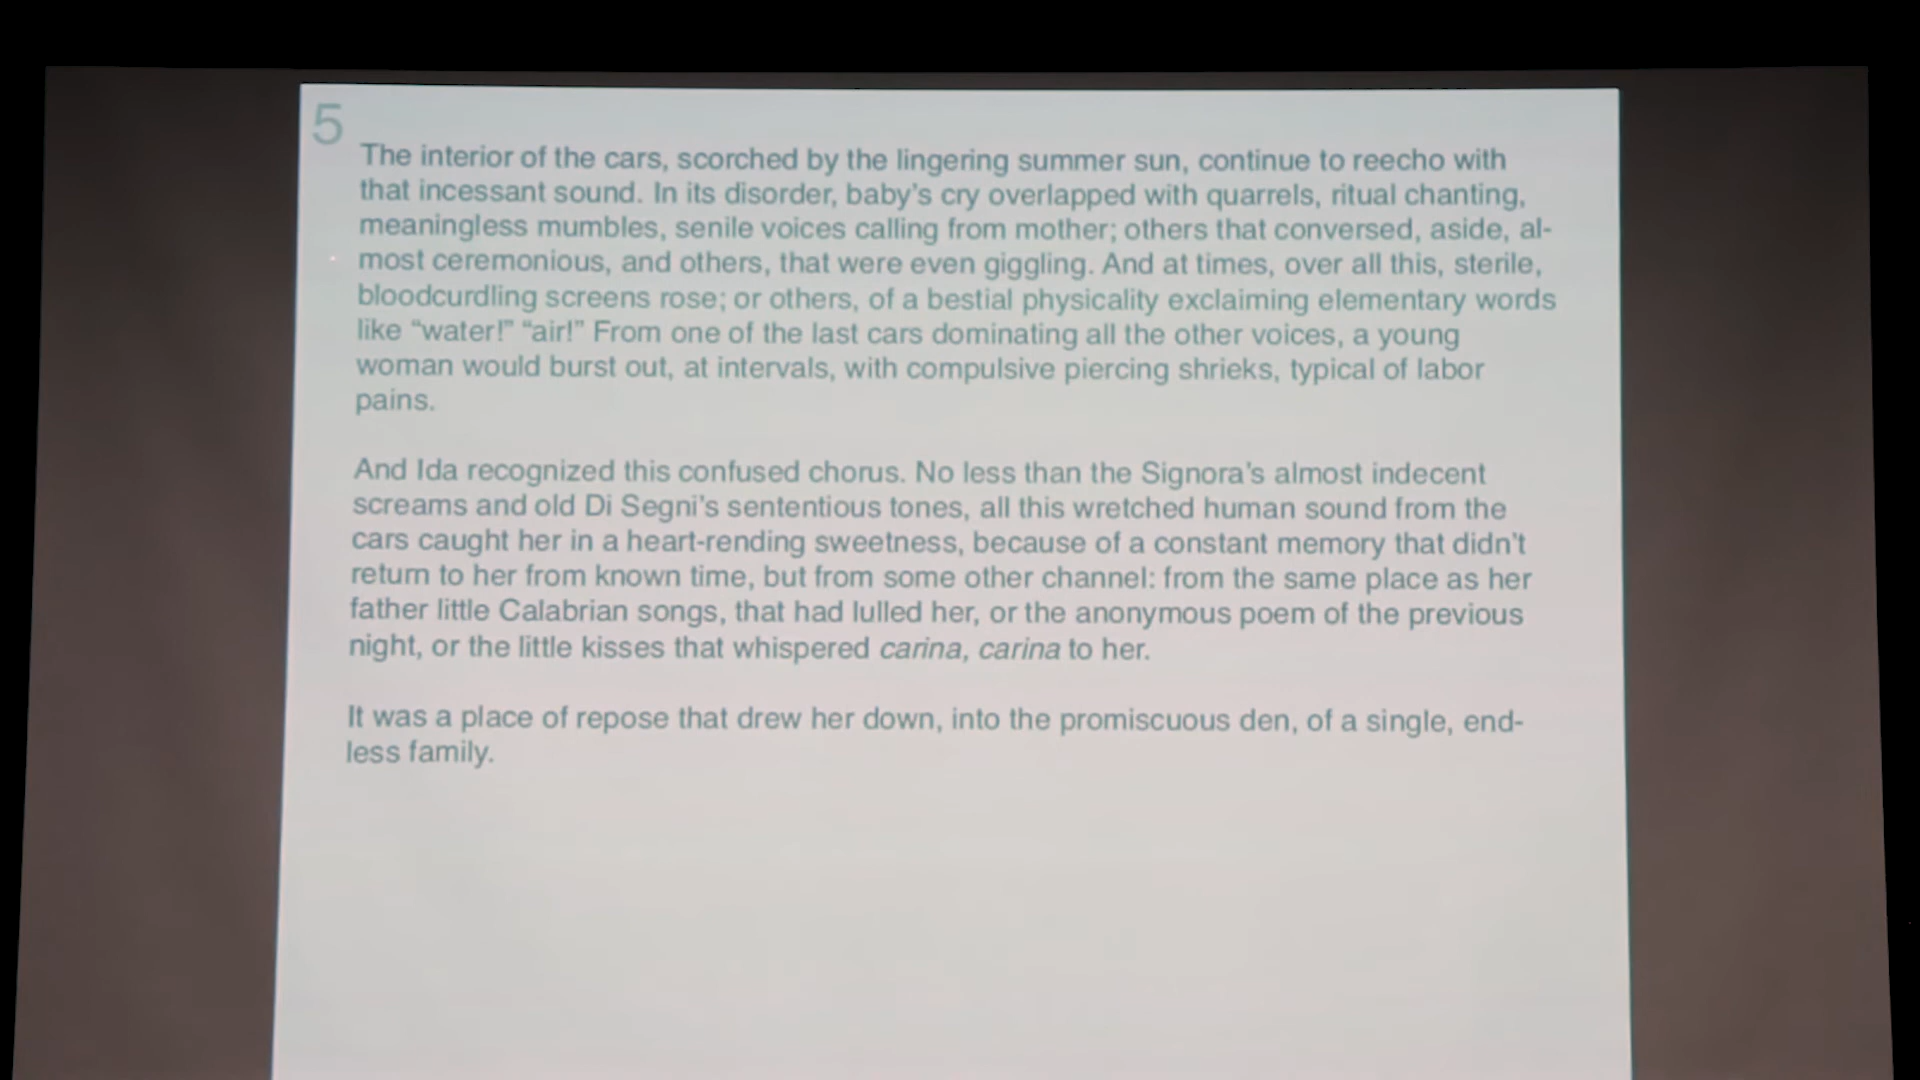 5
The interior of the cars, scorched by the lingering summer sun, continue to reecho with
that incessant sound. In its disorder, baby's cry overlapped with quarrels, ritual chanting,
meaningless mumbles, senile voices calling from mother; others that conversed, aside, al-
most ceremonious, and others, that were even giggling. And at times, over all this, sterile,
bloodcurdling screens rose; or others, of a bestial physicality exclaiming elementary words
like “water!” “air!” From one of the last cars dominating all the other voices, a young
woman would burst out, at intervals, with compulsive piercing shrieks, typical of labor
pains.
And Ida recognized this confused chorus. No less than the Signora's almost indecent
screams and old Di Segni's sententious tones, all this wretched human sound from the
cars caught her in a heart-rending sweetness, because of a constant memory that didn't
return to her from known time, but from some other channel: from the same place as her
father little Calabrian songs, that had lulled her, or the anonymous poem of the previous
night, or the little kisses that whispered carina, carina to her.
It was a place of repose that drew her down, into the promiscuous den, of a single, end-
less family.